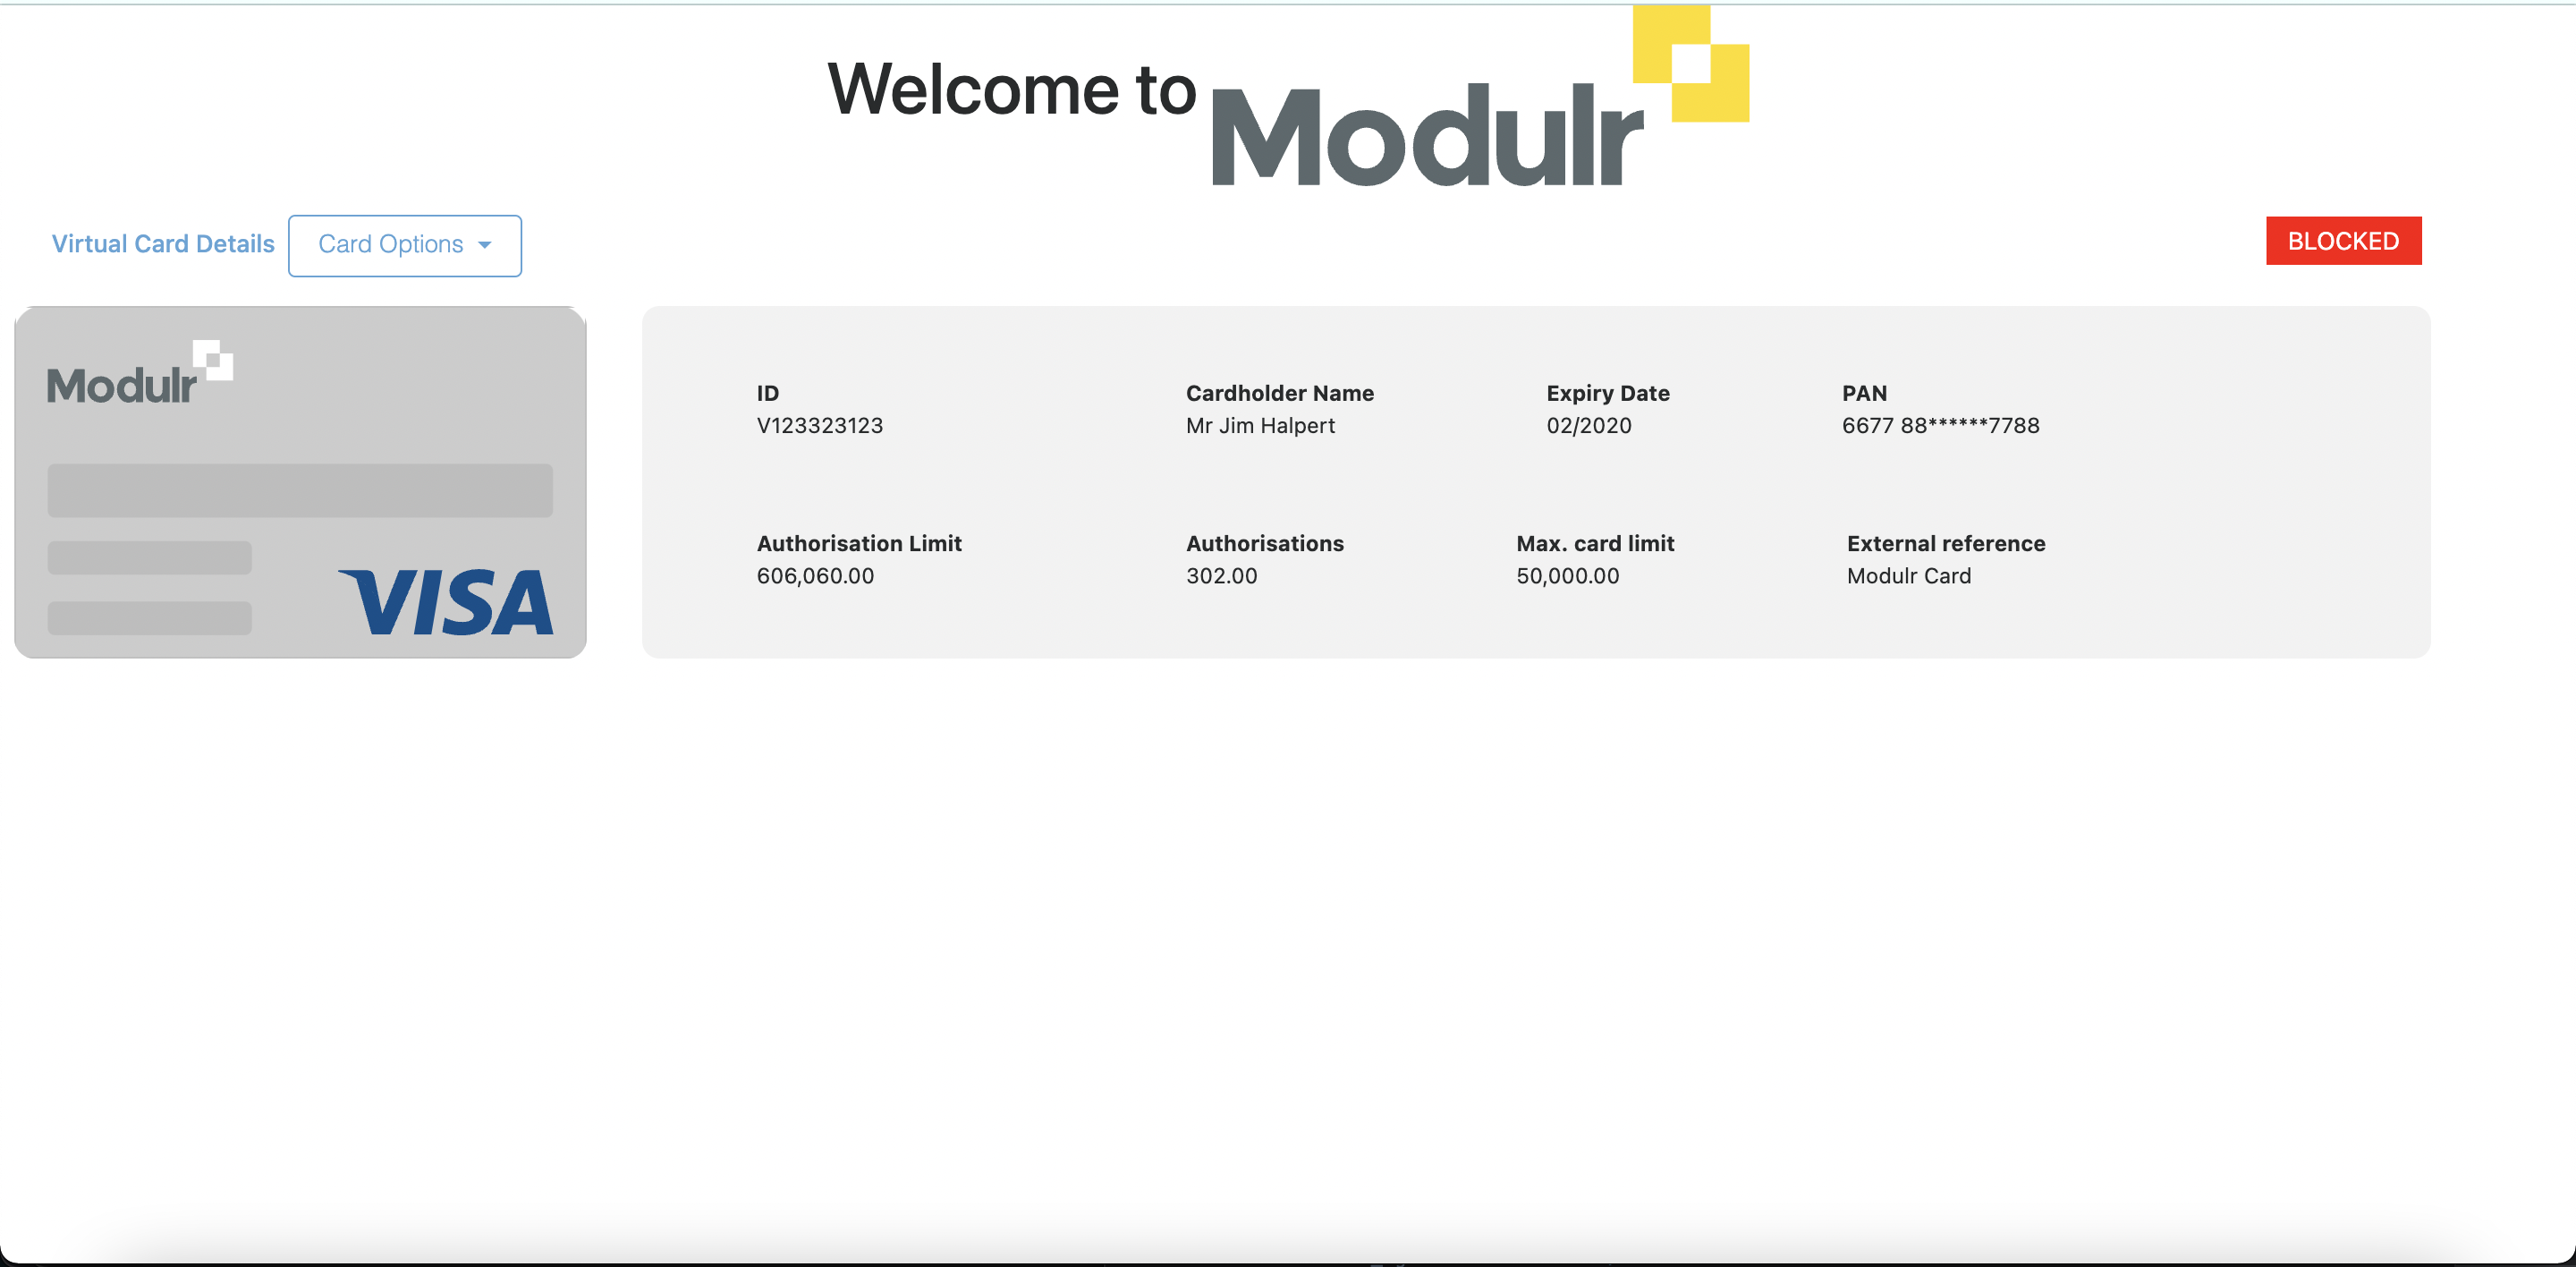 Welcome to Modulr
Virtual Card Details Card Options BLOCKED
Modulr
VISA
ID Cardholder Name Expiry Date PAN
V123323123 Mr Jim Halpert 02/2020 6677 88******7788
Authorisation Limit Authorisations Max. card limit External reference
606,060.00 302.00 50,000.00 Modulr Card